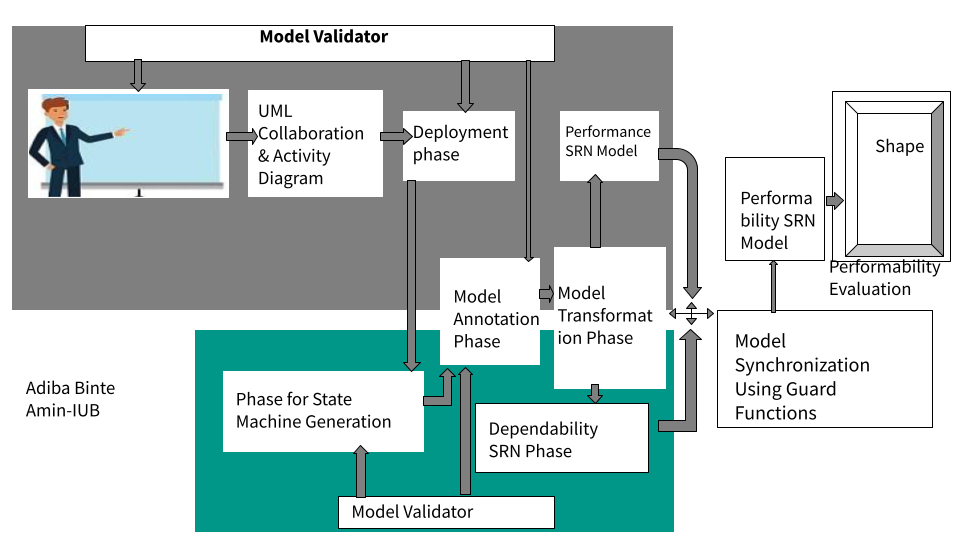 Model Validator
UML
Collaboration
& Activity
Diagram
Deployment
phase
Performance
SRN Model
Shape
Performa
bility SRN
Model
Performability
Evaluation
Model
Annotation
Phase
Model
Transformat
ion Phase
Model
Synchronization
Using Guard
Functions
Adiba Binte
Amin-IUB
Phase for State
Machine Generation
Dependability
SRN Phase
Model Validator